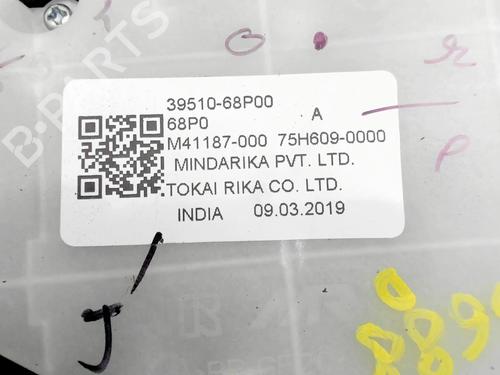 39510-68P00
68P0 A
M41187-000 75H609-0000
MINDARIKA PVT. LTD.
TOKAI RIKA CO. LTD.
INDIA 09.03.2019
B-PARTS